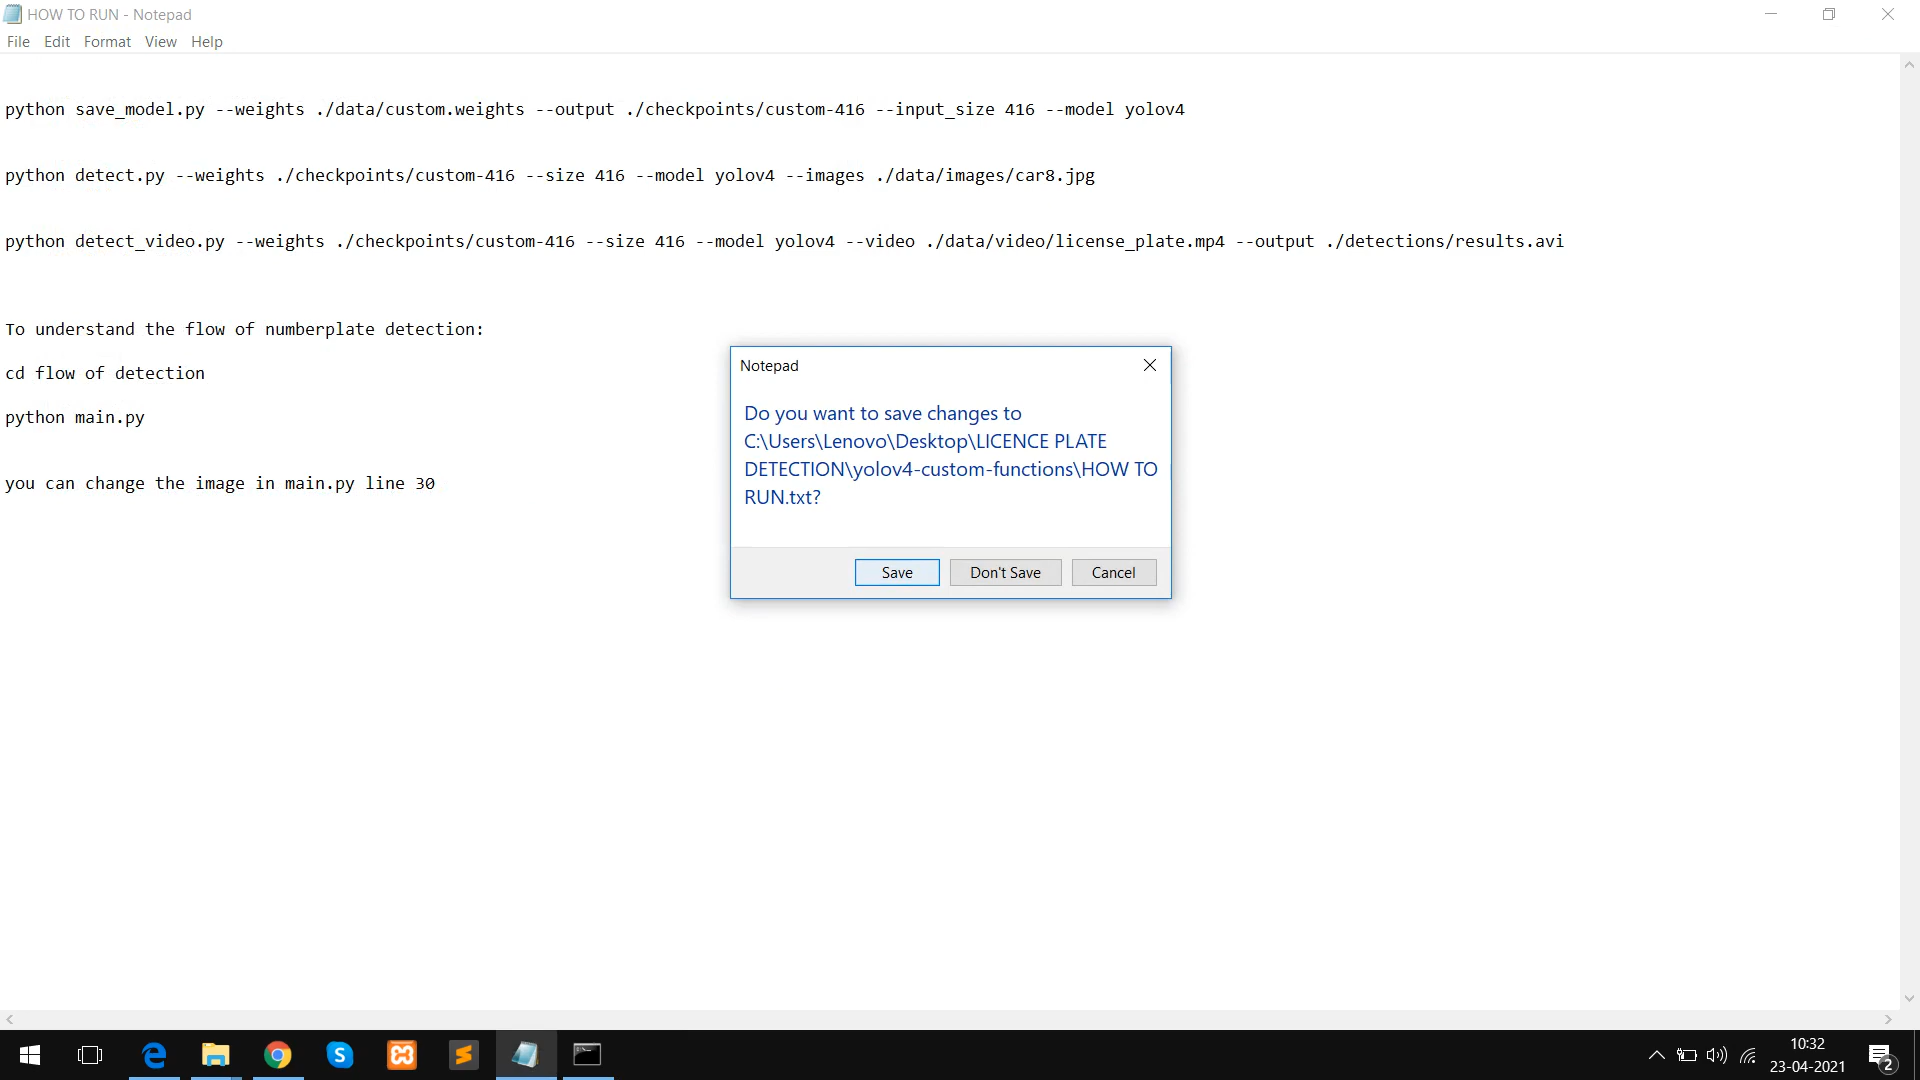 HOW TO RUN - Notepad
File Edit Format View Help
python save_model.py --weights ./data/custom.weights --output ./checkpoints/custom-416 --input_size 416 --model yolov4
python detect.py --weights ./checkpoints/custom-416 --size 416 --model yolov4 --images ./data/images/car8.jpg
python detect_video.py --weights ./checkpoints/custom-416 --size 416 --model yolov4 --video ./data/video/license_plate.mp4 --output ./detections/results.avi
To understand the flow of numberplate detection:
cd flow of detection
python main.py
you can change the image in main.py line 30
Notepad
Do you want to save changes to
C:\Users\Lenovo\Desktop\LICENCE PLATE
DETECTION\yolov4-custom-functions\HOW TO
RUN.txt?
Save Don't Save Cancel
10:32
23-04-2021
2